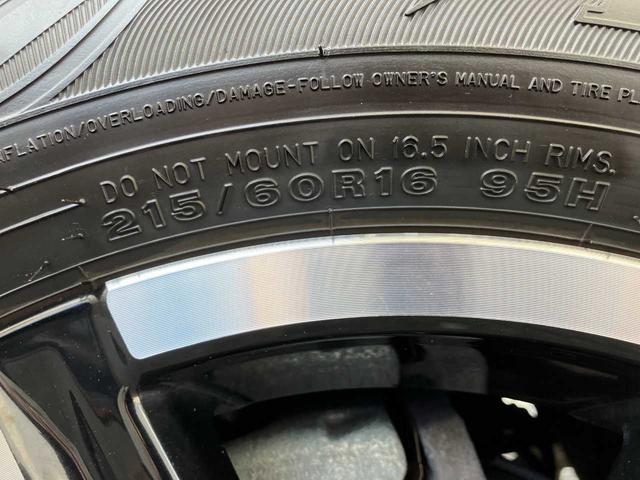 INFLATION/OVERLOADING/DAMAGE-FOLLOW OWNER'S MANUAL AND TIRE PL
DO NOT MOUNT ON 16.5 INCH RIMS.
215/60R16 95H